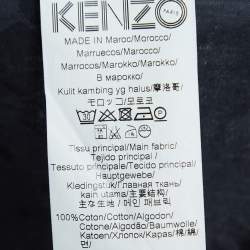 KENZO
PARIS
MADE IN Maroc/Morocco/
Marruecos/Marocco/
Marrocos/Marokko/Marokko/
В марокко/
Kulit kambing yg halus/摩洛哥/
モロッコ/모로코
Tissu principal/Main fabric/
Tejido principal /
Tessuto principale/Tecido principal/
Hauptgewebe/
Kledingstuk/Главная ткань/
kain utama/主要面料/
主な生地 / 메인 패브릭
100%Coton/Cotton/Algodon/
Cotone/Algodão/Baumwolle/
Katoen/Хлопок/Kapas/棉/綿/
면